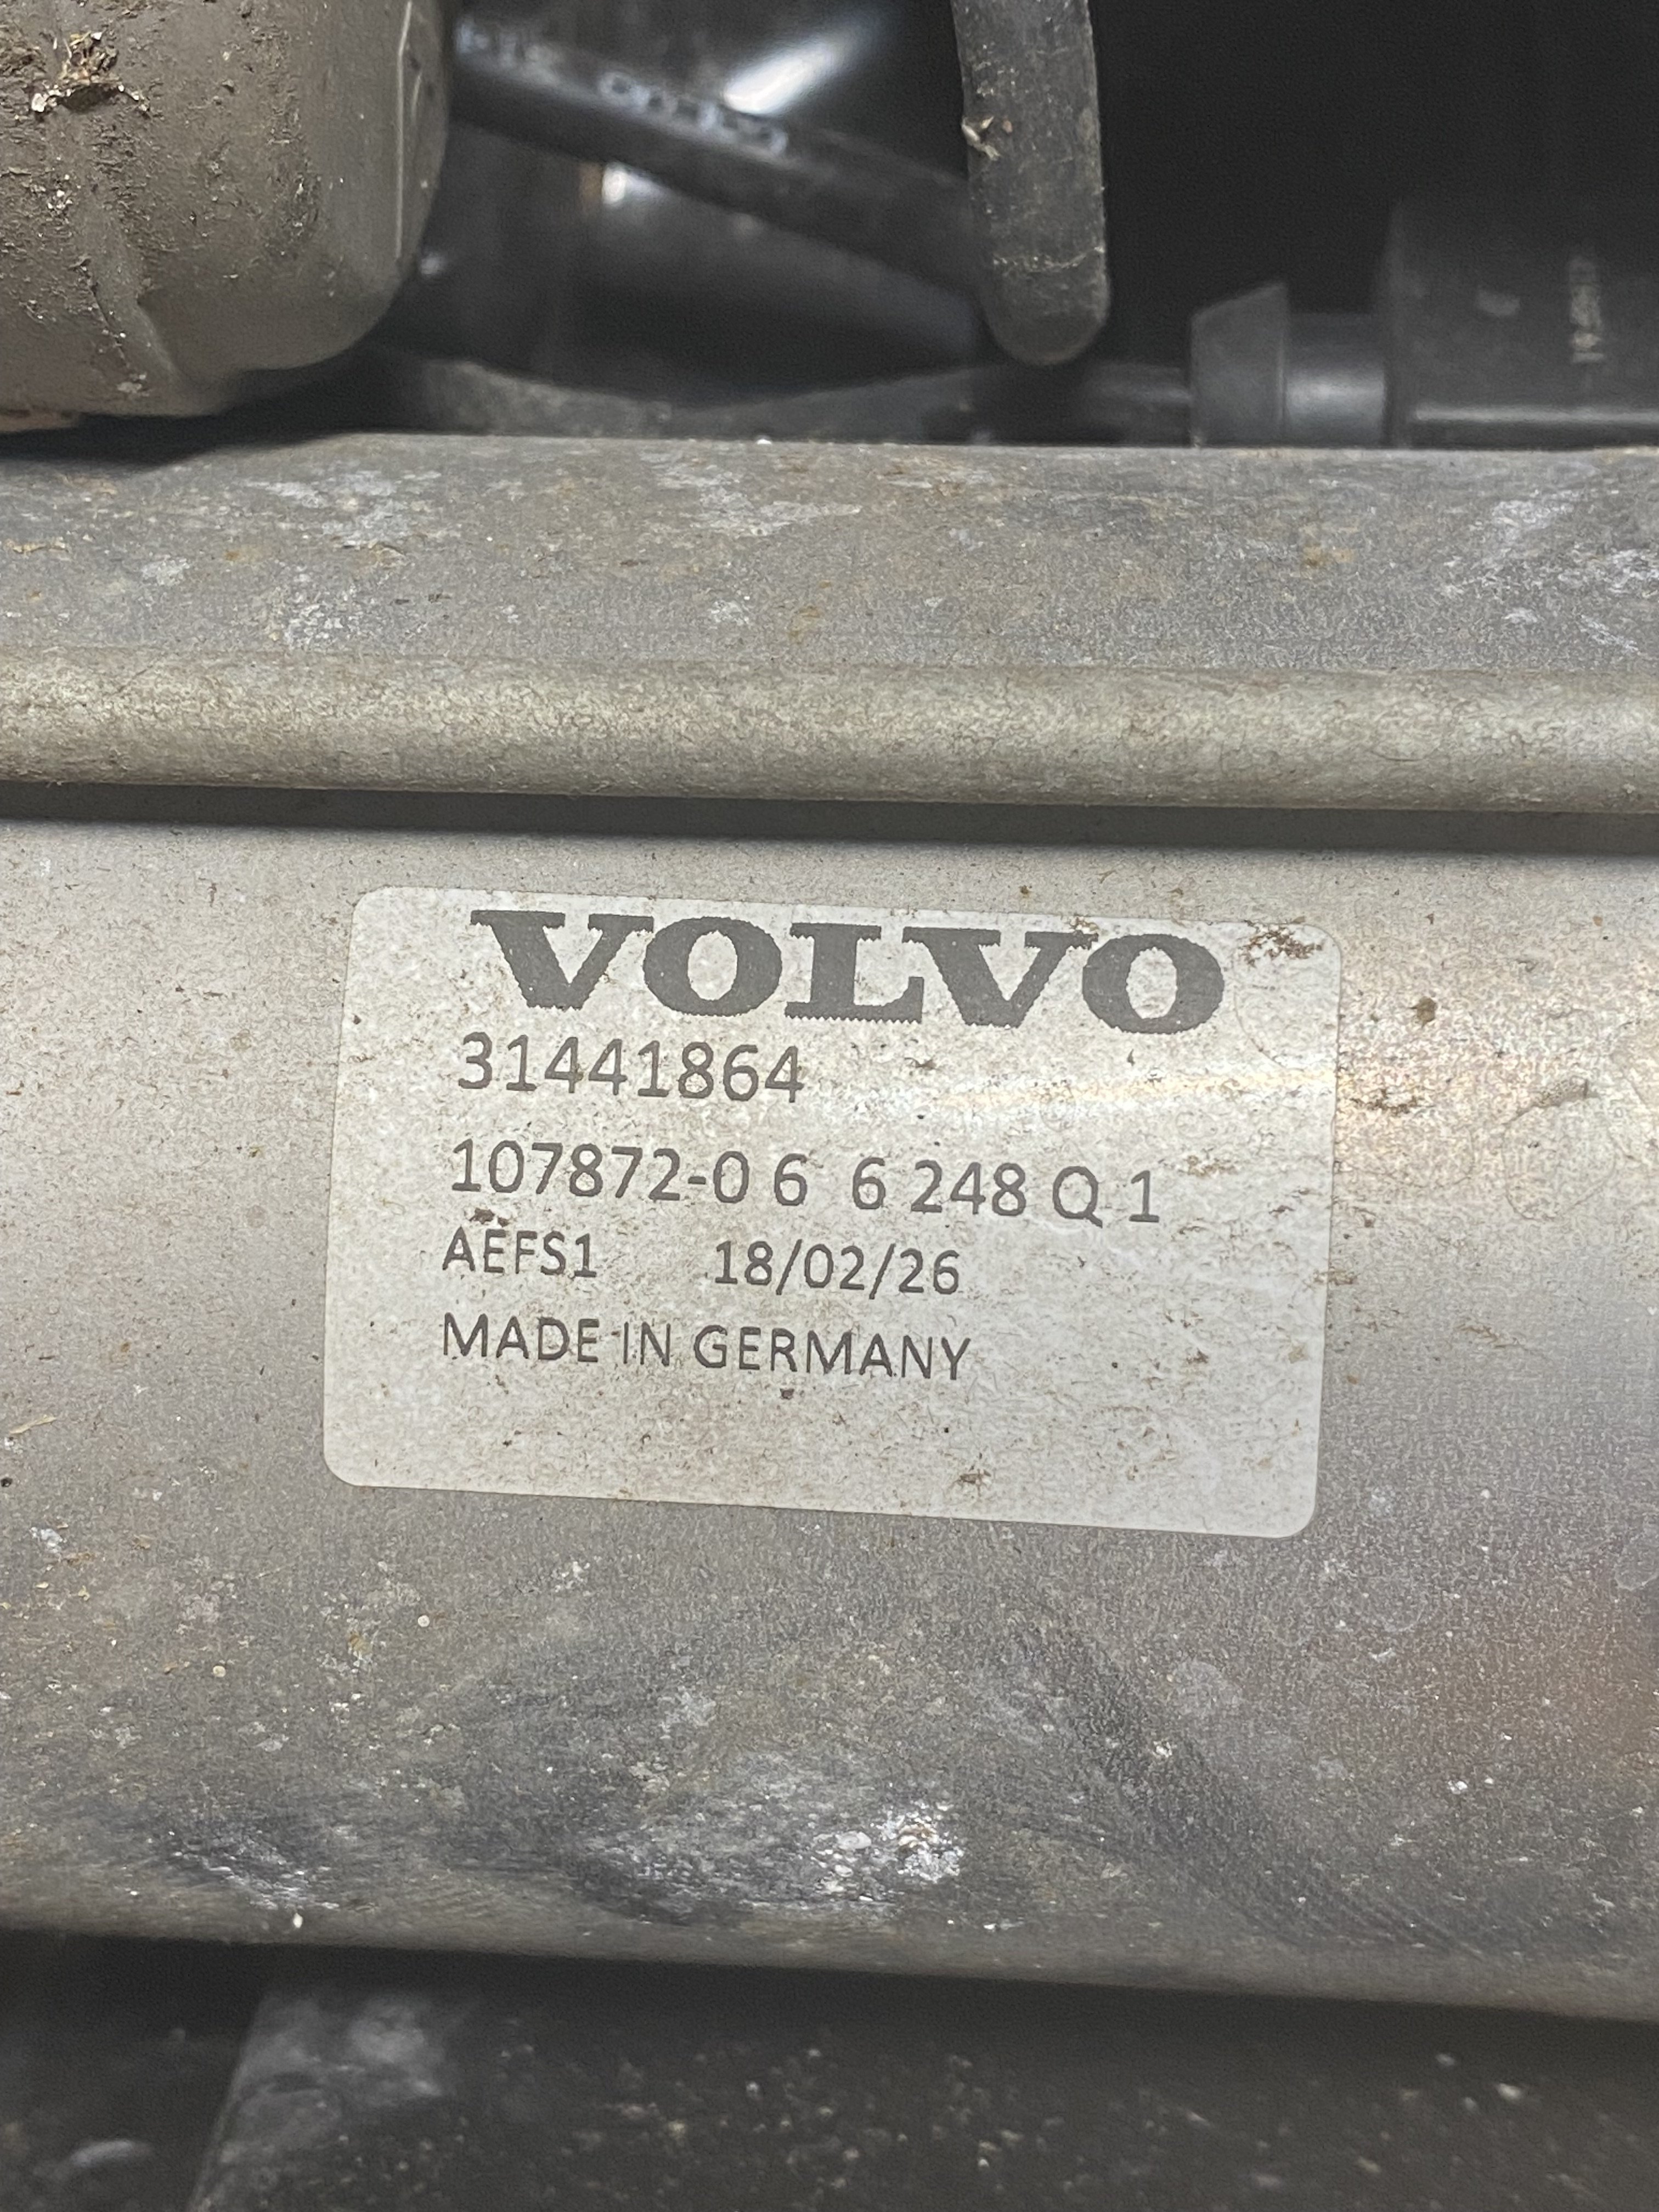 VOLVO
31441864
107872-0 6 6 248 Q 1
AEFS1 18/02/26
MADE IN GERMANY